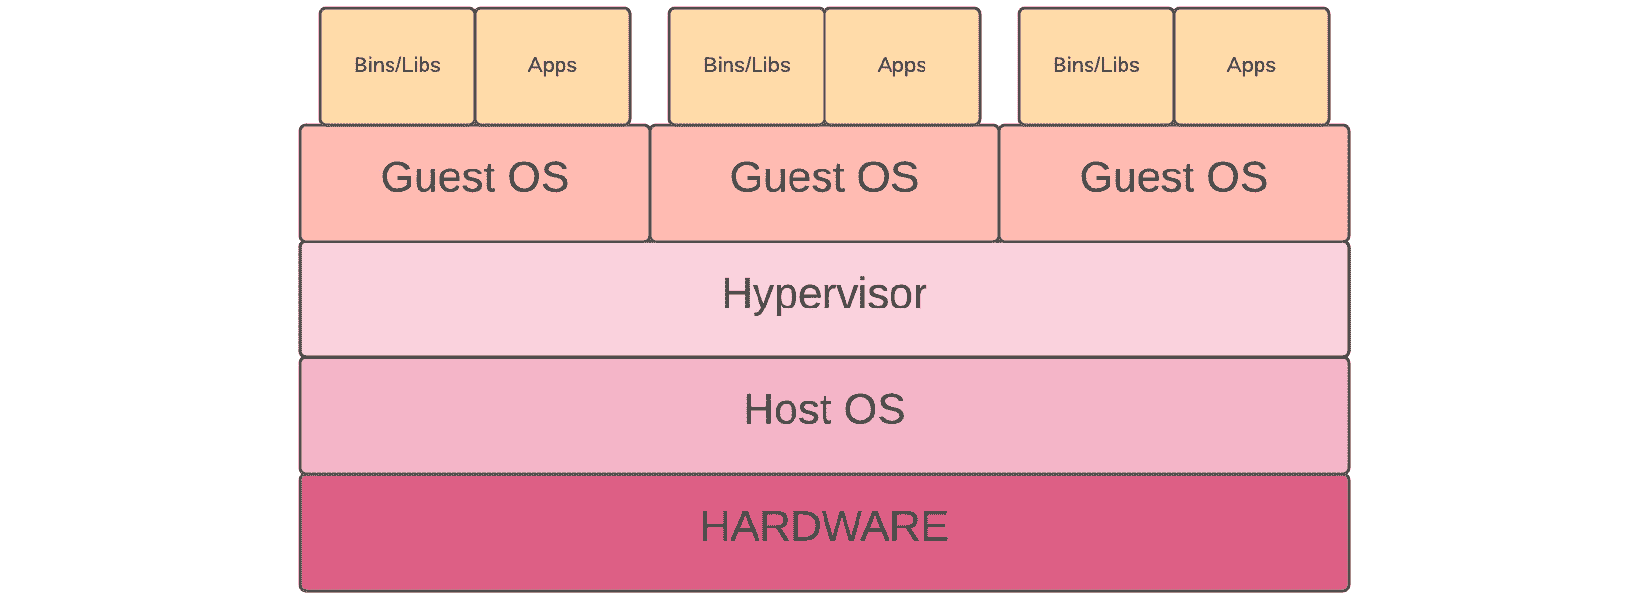 Bins/Libs Apps Bins/Libs Apps Bins/Libs Apps
Guest OS Guest OS Guest OS
Hypervisor
Host OS
HARDWARE